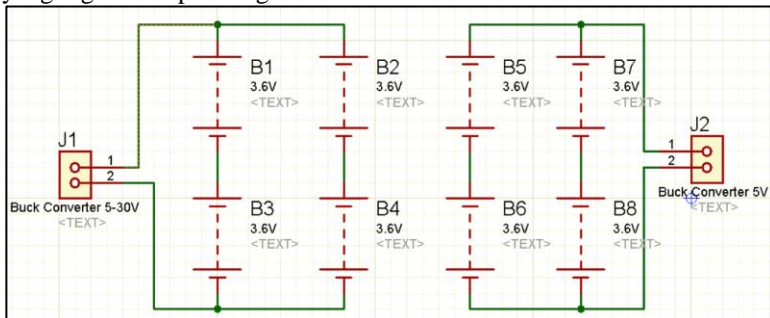 B1
3.6V
<TEXT>
B2
3.6V
<TEXT>
B5
3.6V
<TEXT>
B7
3.6V
<TEXT>
J1
1
2
Buck Converter 5-30V
<TEXT>
J2
1
2
Buck Converter 5V
<TEXT>
B3
3.6V
<TEXT>
B4
3.6V
<TEXT>
B6
3.6V
<TEXT>
B8
3.6V
<TEXT>